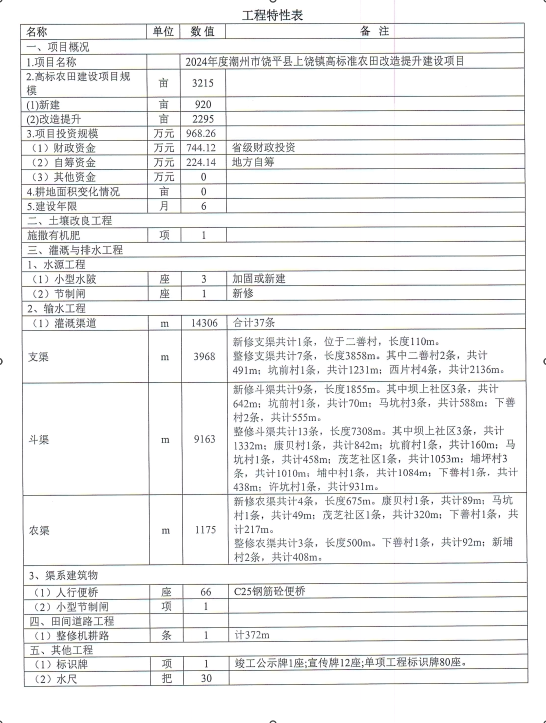 工程特性表
名称 单位 数值 备 注
一、项目概况
1.项目名称 2024年度潮州市饶平县上饶镇高标准农田改造提升建设项目
2.高标农田建设项目规
模 亩 3215
(1)新建 亩 920
(2)改造提升 亩 2295
3.项目投资规模 万元 968.26
（1）财政资金 万元 744.12 省级财政投资
（2）自筹资金 万元 224.14 地方自筹
（3）其他资金 万元 0
4.耕地面积变化情况 亩 0
5.建设年限 月 6
二、土壤改良工程
施撒有机肥 项 1
三、灌溉与排水工程
1、水源工程
（1）小型水陂 座 3 加固或新建
（2）节制闸 座 1 新修
2、输水工程
（1）灌溉渠道 m 14306 合计37条
支渠 m 3968
新修支渠共计1条，位于二善村，长度110m。
整修支渠共计7条，长度3858m。其中二善村2条，共计
491m；坑前村1条，共计1231m；西片村4条，共计2136m。
斗渠 m 9163
新修斗渠共计9条，长度1855m。其中坝上社区3条，共计
642m；坑前村1条，共计70m；马坑村3条，共计588m；下善
村2条，共计555m。
整修斗渠共计13条，长度7308m。其中坝上社区3条，共计
1332m；康贝村1条，共计842m；坑前村1条，共计160m；马
坑村1条，共计458m；茂芝社区1条，共计1053m；埔坪村3
条，共计1010m；埔中村1条，共计1084m；下善村1条，共计
438m；许坑村1条，共计931m。
农渠 m 1175
新修农渠共计4条，长度675m。康贝村1条，共计89m；马坑
村1条，共计49m；茂芝社区1条，共计320m；下善村1条，共
计217m。
整修农渠共计3条，长度500m。下善村1条，共计92m；新埔
村2条，共计408m。
3、渠系建筑物
（1）人行便桥 座 66 C25钢筋砼便桥
（2）小型节制闸 项 1
四、田间道路工程
（1）整修机耕路 条 1 计372m
五、其他工程
（1）标识牌 项 1 竣工公示牌1座;宣传牌12座;单项工程标识牌80座。
（2）水尺 把 30